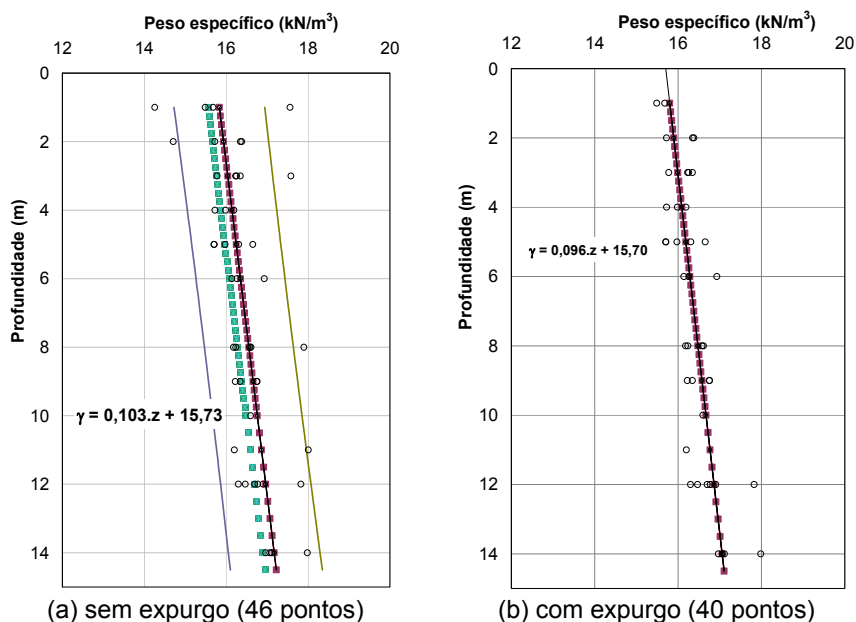 Peso específico (kN/m³)
12 14 16 18 20
0
2
4
6
8
10
12
14
Profundidade (m)
γ = 0,103.z + 15,73
(a) sem expurgo (46 pontos)
Peso específico (kN/m³)
12 14 16 18 20
0
2
4
6
8
10
12
14
Profundidade (m)
γ = 0,096.z + 15,70
(b) com expurgo (40 pontos)